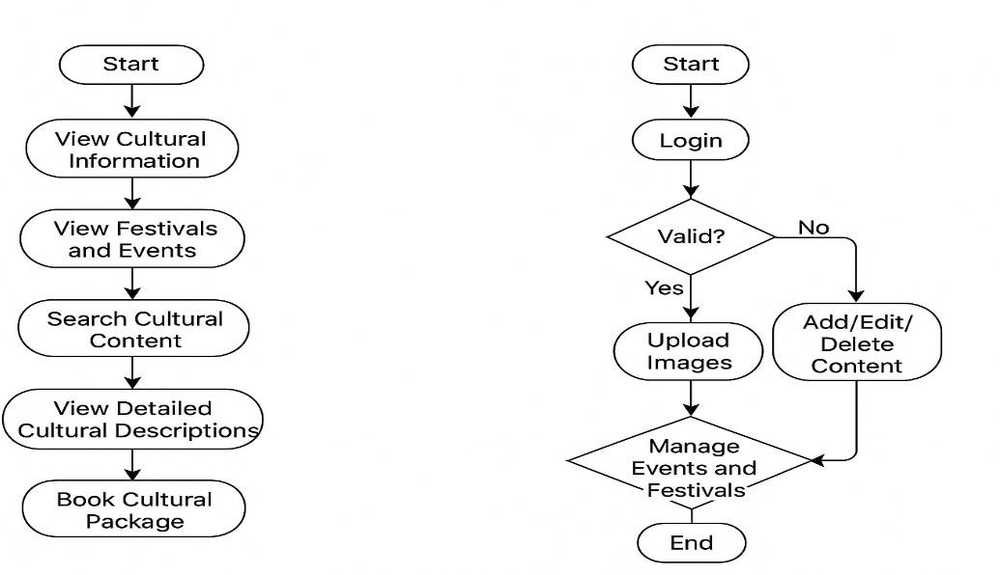 Start
View Cultural
Information
View Festivals
and Events
Search Cultural
Content
View Detailed
Cultural Descriptions
Book Cultural
Package
Start
Login
Valid?
No
Yes
Upload
Images
Add/Edit/
Delete
Content
Manage
Events and
Festivals
End